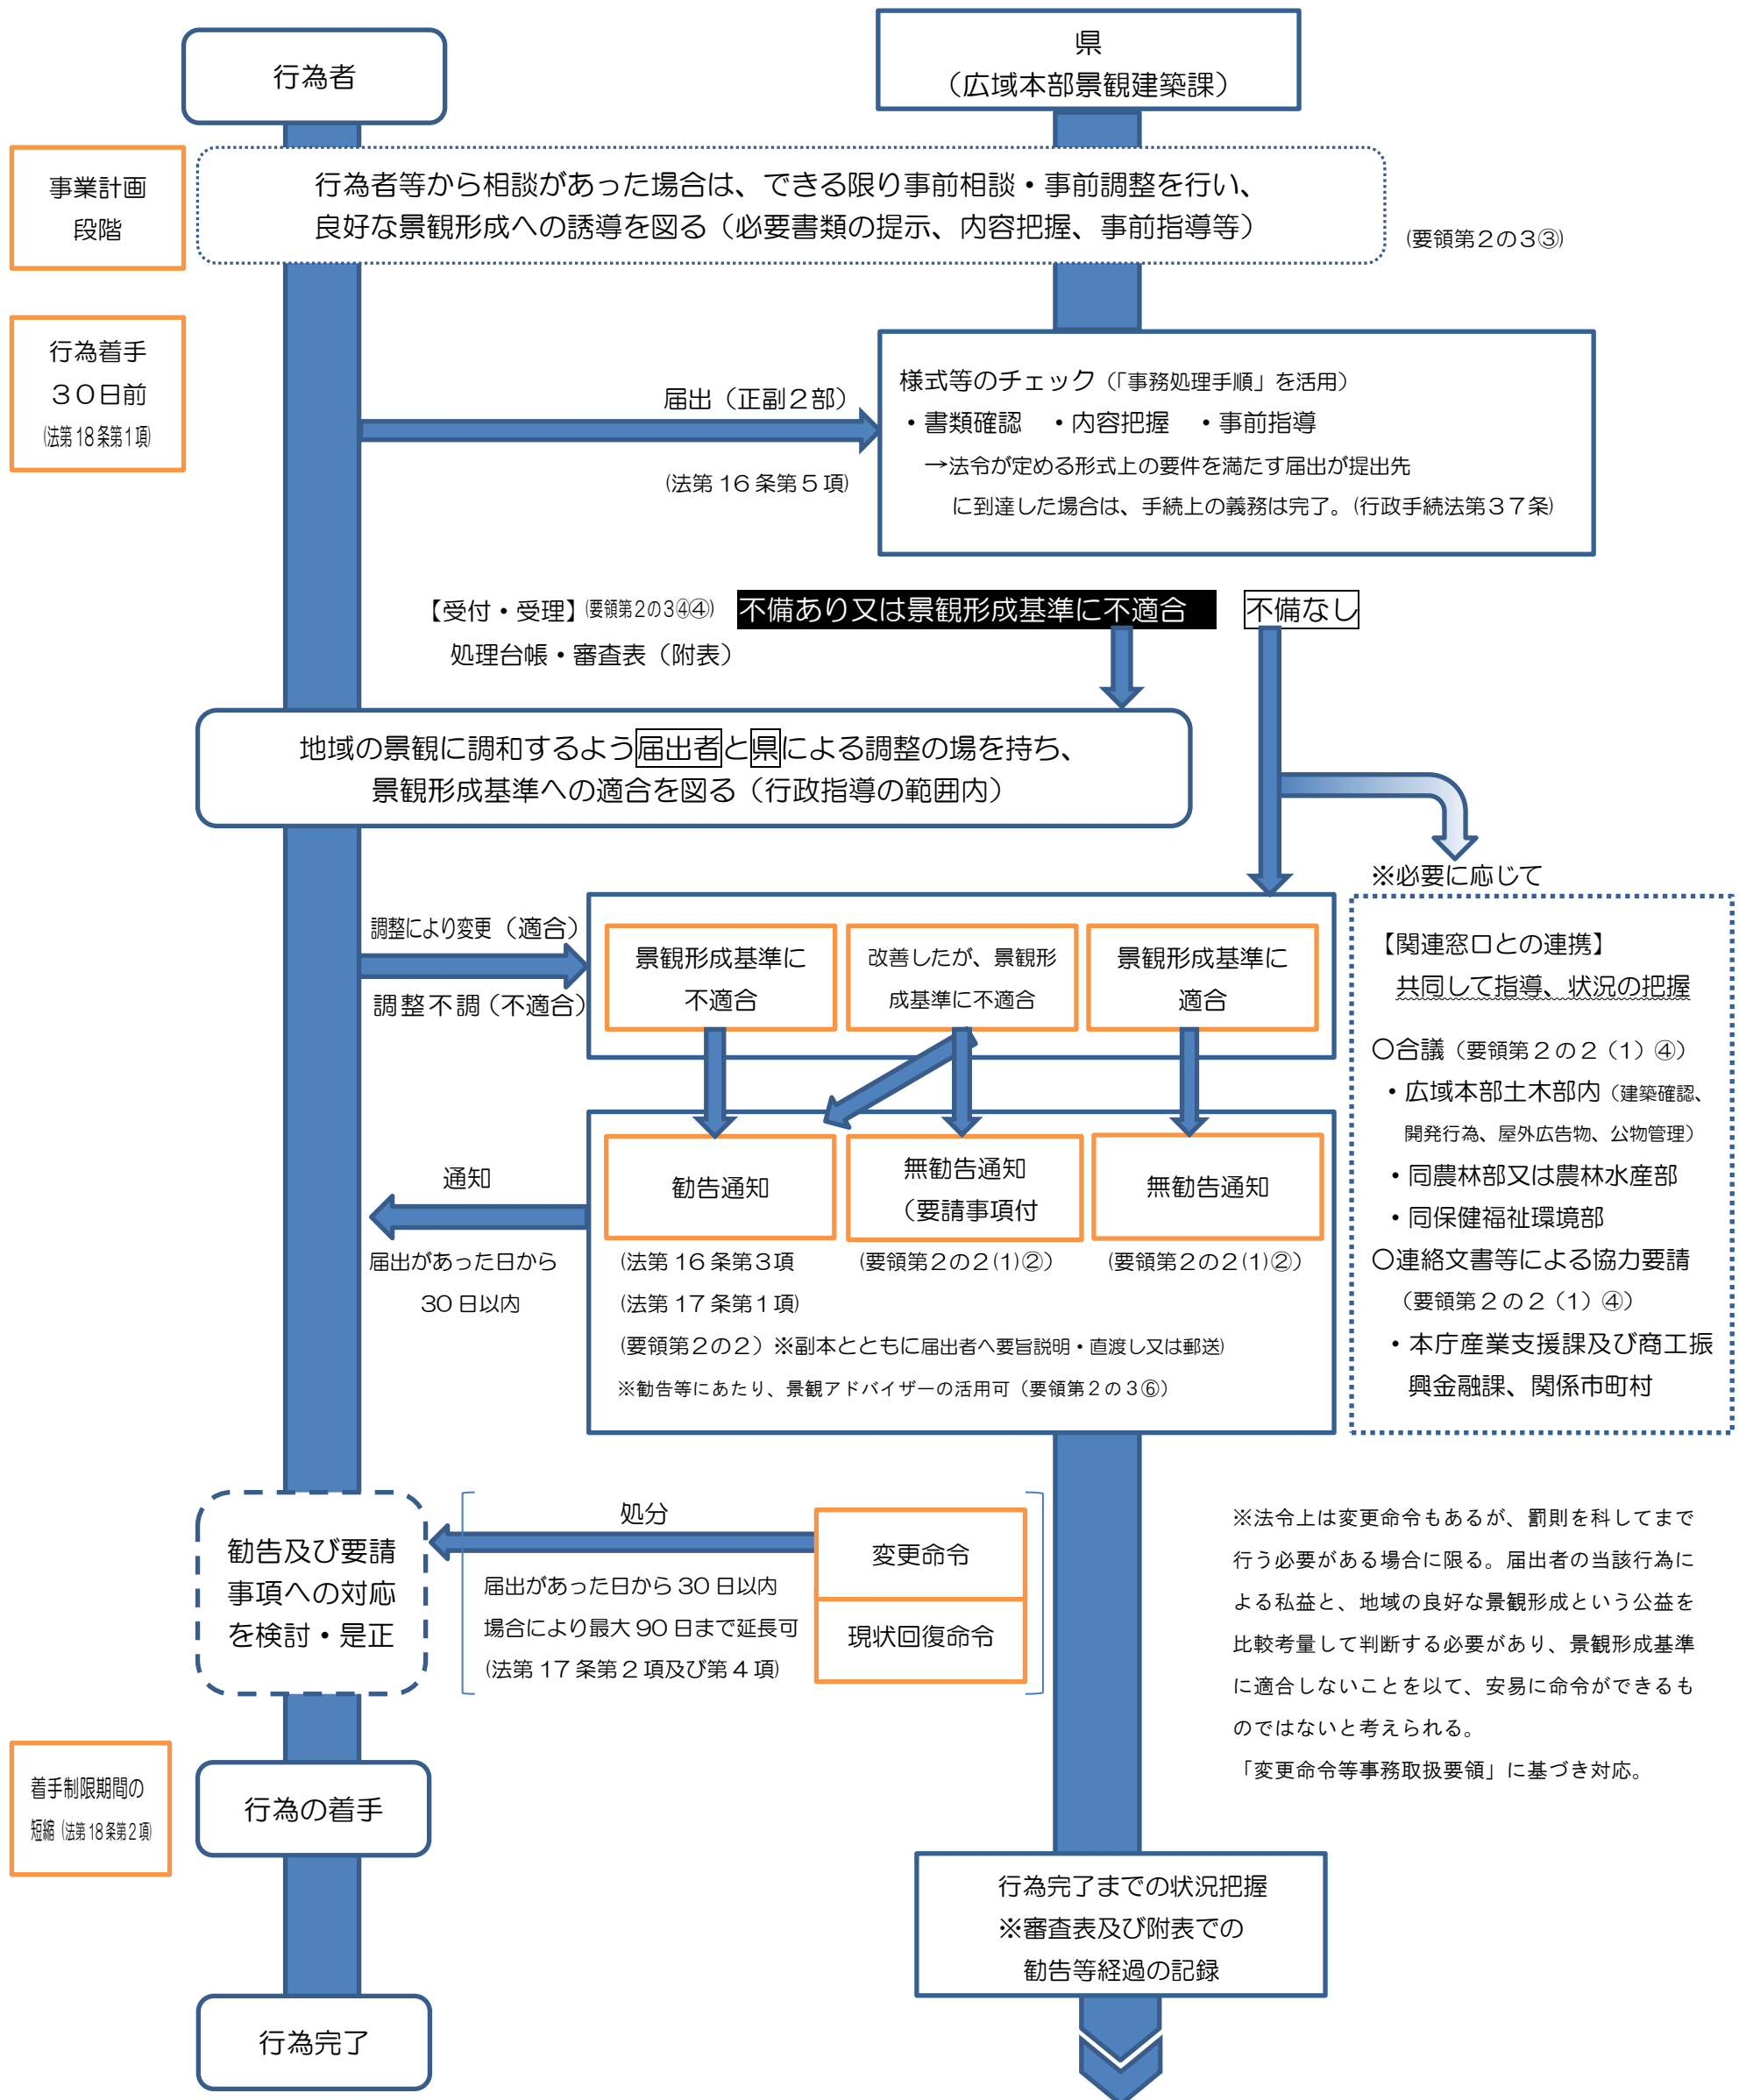 行為者
県
（広域本部景観建築課）
事業計画
段階
行為者等から相談があった場合は、できる限り事前相談・事前調整を行い、
良好な景観形成への誘導を図る（必要書類の提示、内容把握、事前指導等）
(要領第２の３③)
行為着手
３０日前
(法第18条第１項)
届出（正副２部）
(法第16条第５項)
様式等のチェック（「事務処理手順」を活用）
・書類確認　・内容把握　・事前指導
→法令が定める形式上の要件を満たす届出が提出先
に到達した場合は、手続上の義務は完了。(行政手続法第３７条)
【受付・受理】(要領第２の３④④)
不備あり又は景観形成基準に不適合
不備なし
処理台帳・審査表（附表）
地域の景観に調和するよう届出者と県による調整の場を持ち、
景観形成基準への適合を図る（行政指導の範囲内）
調整により変更（適合）
調整不調（不適合）
景観形成基準に
不適合
改善したが、景観形
成基準に不適合
景観形成基準に
適合
※必要に応じて
【関連窓口との連携】
共同して指導、状況の把握
〇合議（要領第２の２（1）④）
・広域本部土木部内（建築確認、
開発行為、屋外広告物、公物管理）
・同農林部又は農林水産部
・同保健福祉環境部
〇連絡文書等による協力要請
（要領第２の２（1）④）
・本庁産業支援課及び商工振
興金融課、関係市町村
通知
届出があった日から
30日以内
勧告通知
無勧告通知
（要請事項付
無勧告通知
(法第16条第３項
(要領第２の２(1)②）
(要領第２の２(1)②）
(法第17条第１項)
(要領第２の２）※副本とともに届出者へ要旨説明・直渡し又は郵送)
※勧告等にあたり、景観アドバイザーの活用可（要領第２の３⑥）
勧告及び要請
事項への対応
を検討・是正
処分
届出があった日から30日以内
場合により最大90日まで延長可
(法第17条第２項及び第４項)
変更命令
現状回復命令
※法令上は変更命令もあるが、罰則を科してまで
行う必要がある場合に限る。届出者の当該行為に
よる私益と、地域の良好な景観形成という公益を
比較考量して判断する必要があり、景観形成基準
に適合しないことを以て、安易に命令ができるも
のではないと考えられる。
「変更命令等事務取扱要領」に基づき対応。
着手制限期間の
短縮（法第18条第２項)
行為の着手
行為完了までの状況把握
※審査表及び附表での
勧告等経過の記録
行為完了